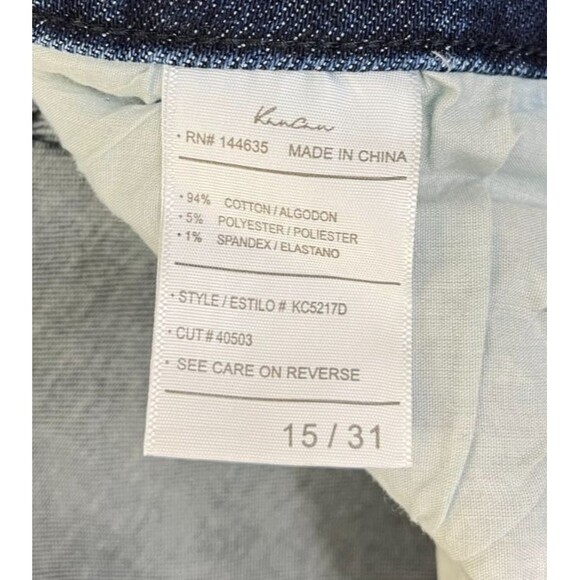 KanCan
• RN# 144635 MADE IN CHINA
• 94% COTTON / ALGODON
• 5% POLYESTER / POLIESTER
• 1% SPANDEX / ELASTANO
• STYLE / ESTILO # KC5217D
• CUT # 40503
• SEE CARE ON REVERSE
15 / 31